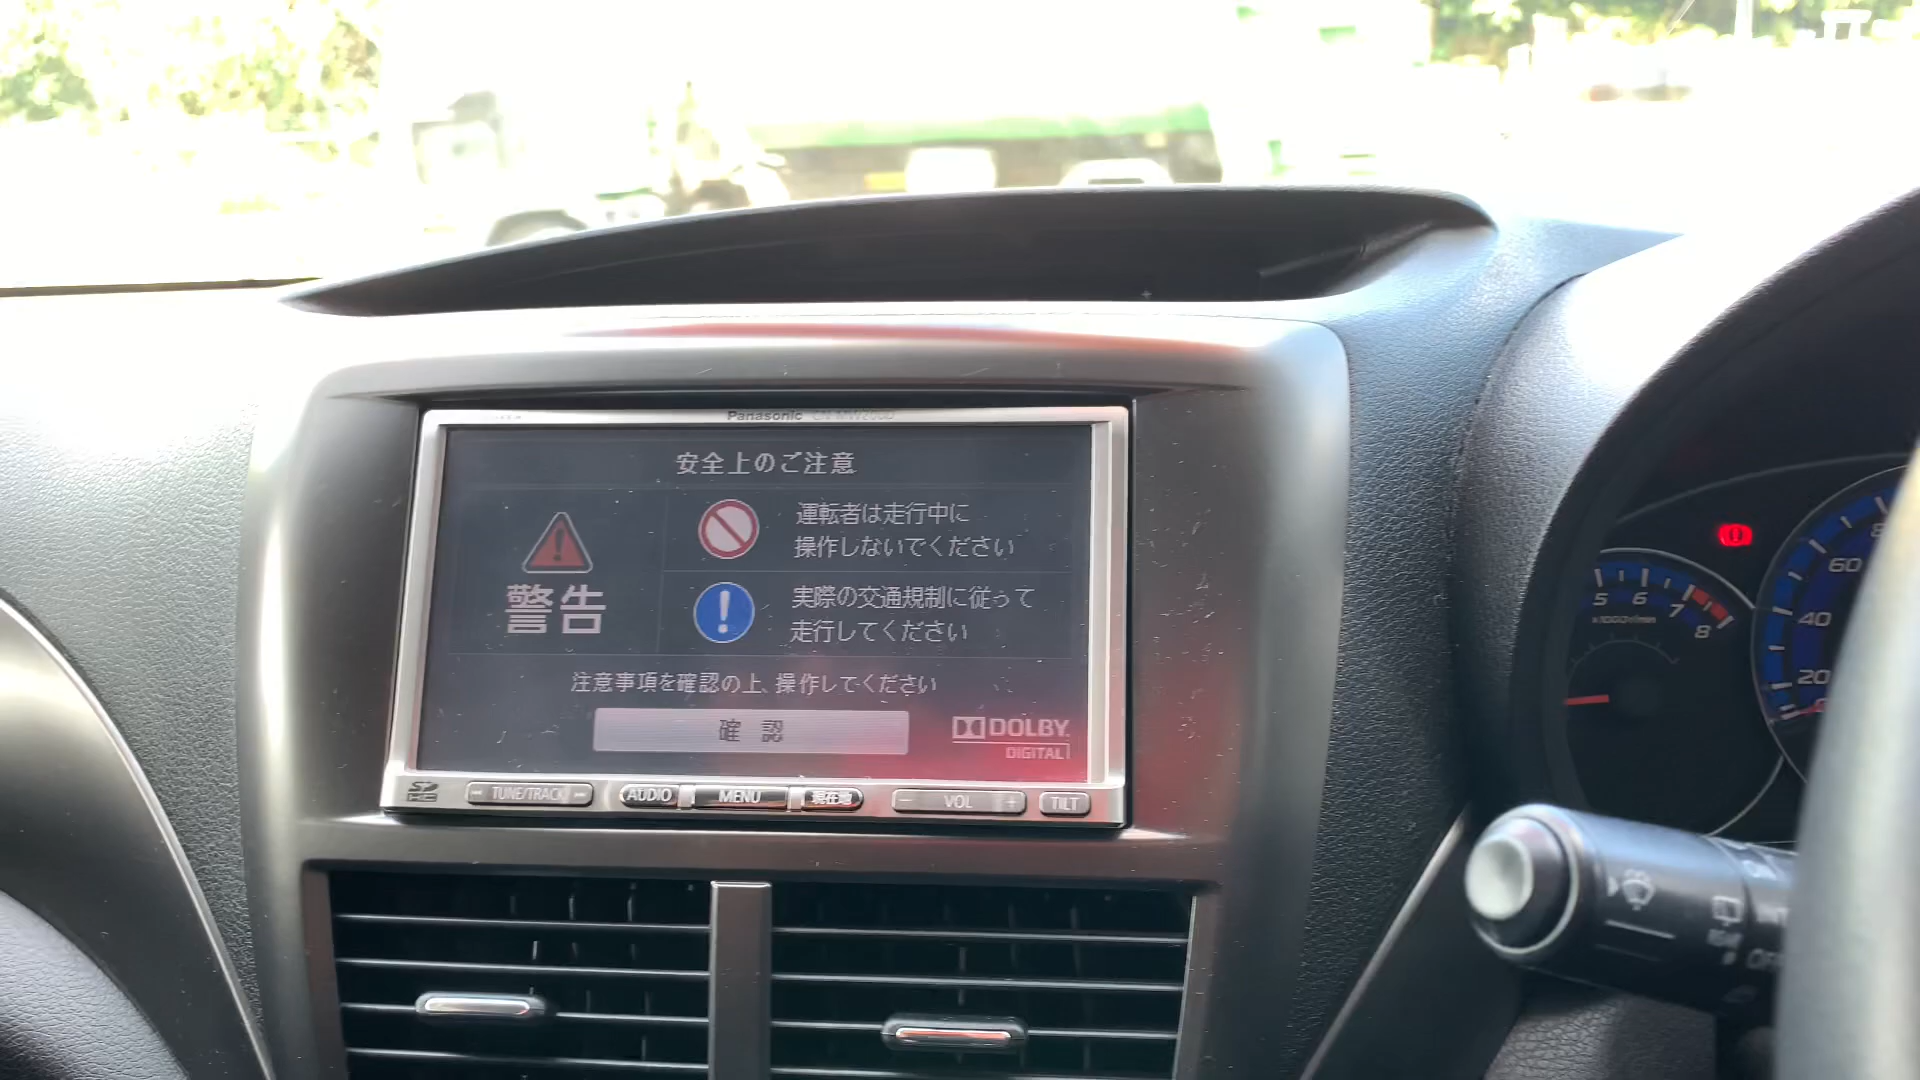 Panasonic CN-MW200D
安全上のご注意
警告
運転者は走行中に
操作しないでください
実際の交通規制に従って
走行してください
注意事項を確認の上、操作してください
確認
DOLBY
DIGITAL
TUNE/TRACK
AUDIO
MENU
現在地
− VOL +
TILT
5 6 7 8
x1000r/min
60
40
20